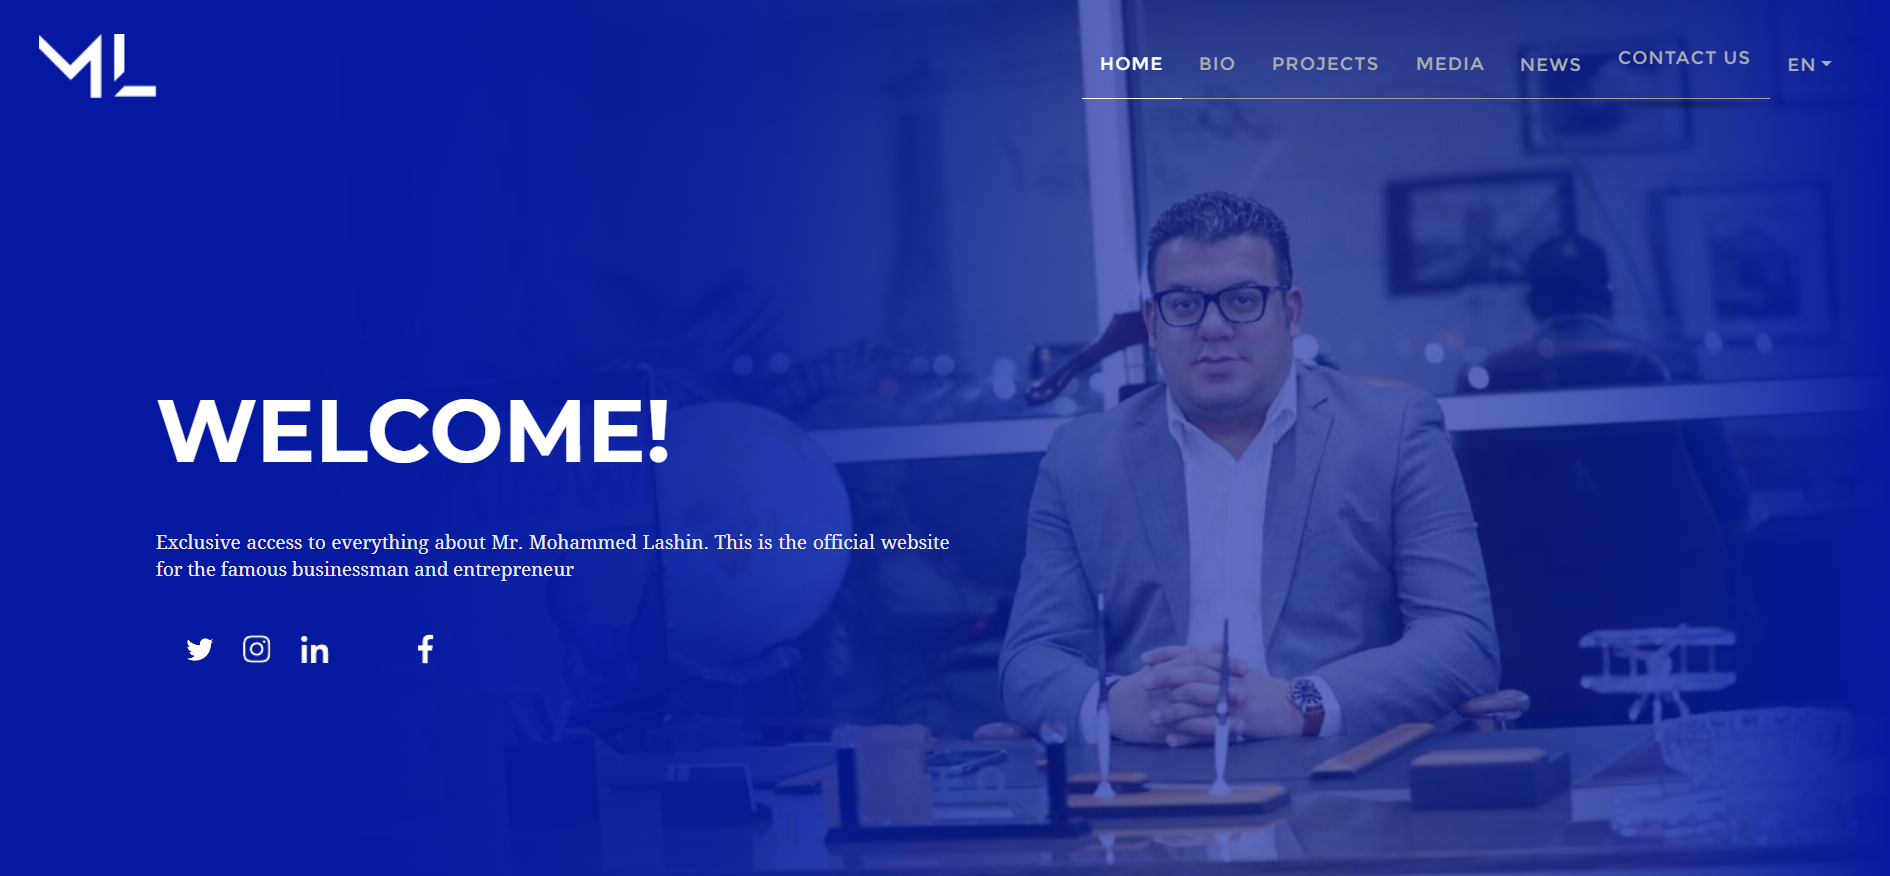 ML
HOME BIO PROJECTS MEDIA NEWS CONTACT US EN
WELCOME!
Exclusive access to everything about Mr. Mohammed Lashin. This is the official website
for the famous businessman and entrepreneur